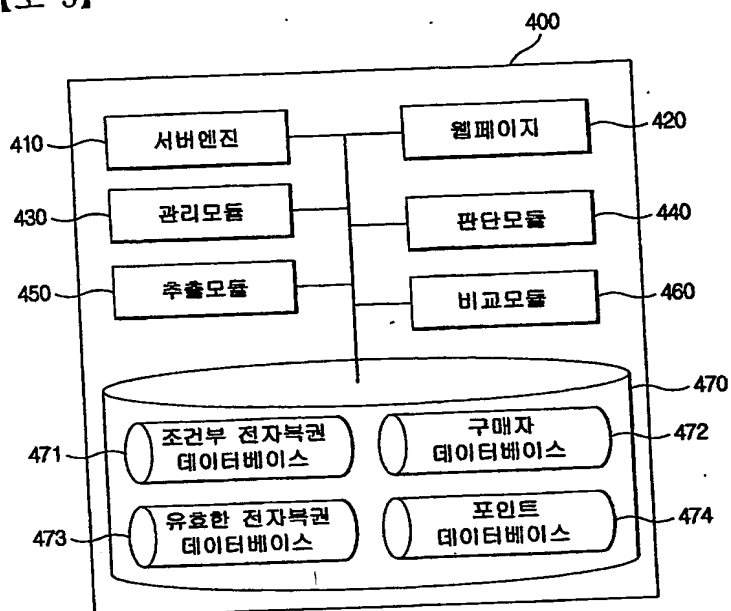 400
410 서버엔진 웹페이지 420
430 관리모듈 판단모듈 440
450 추출모듈 비교모듈 460
470
471 조건부 전자복권 데이터베이스
구매자 데이터베이스 472
473 유효한 전자복권 데이터베이스
포인트 데이터베이스 474